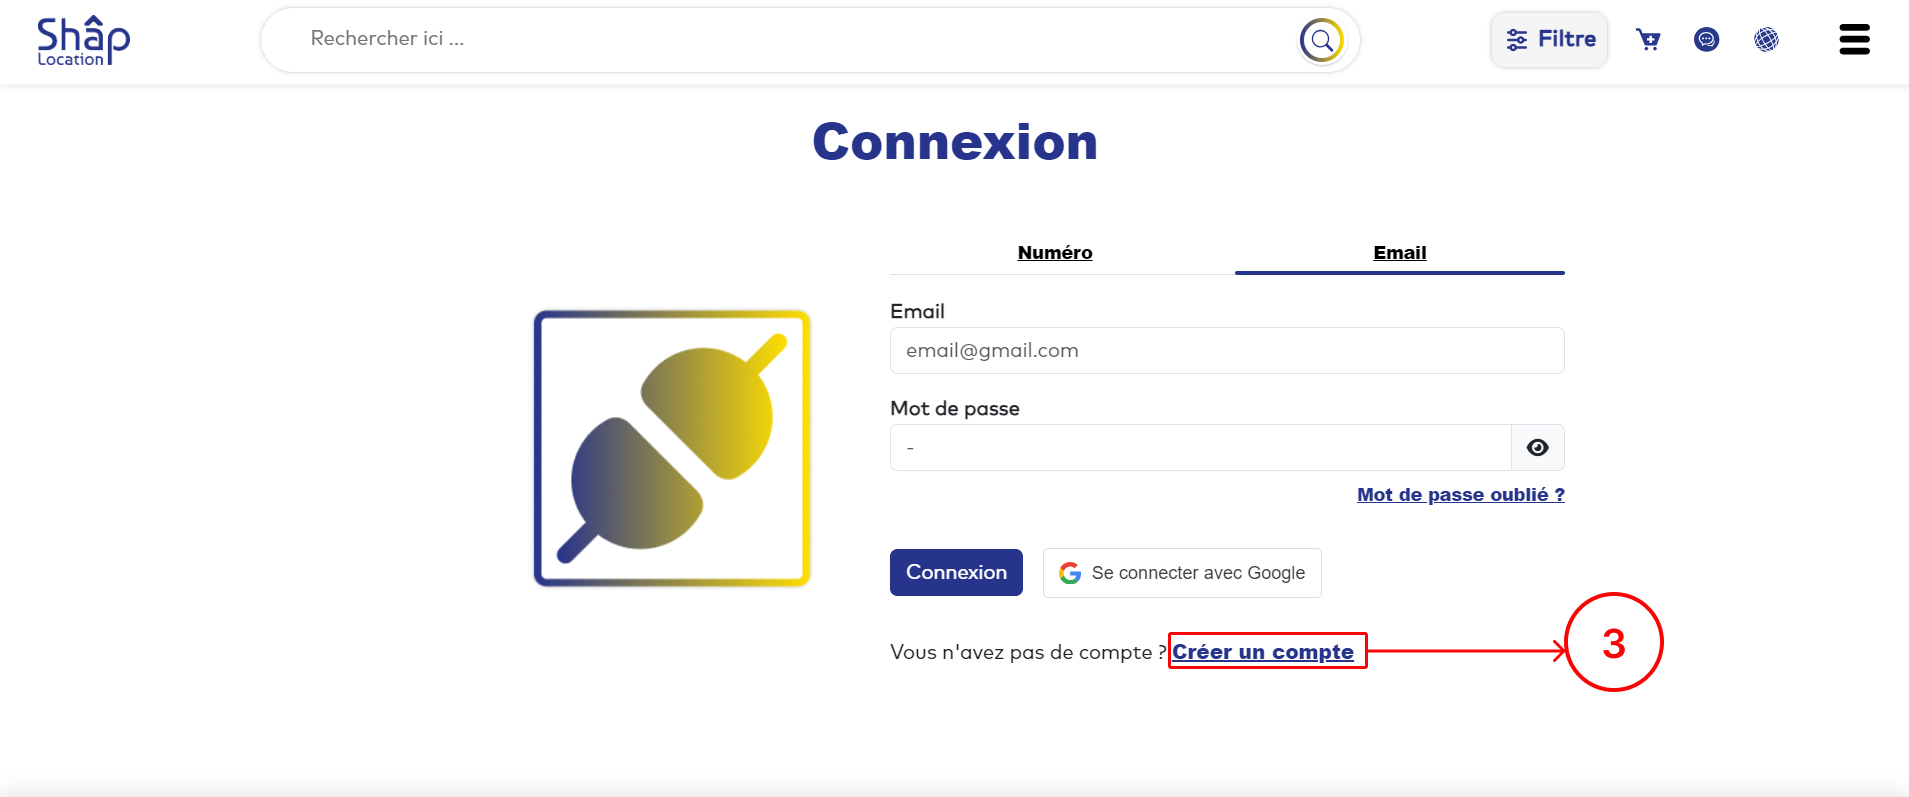 Shâp
Location
Rechercher ici ...
Filtre
Connexion
Numéro
Email
Email
email@gmail.com
Mot de passe
-
Mot de passe oublié ?
Connexion
Se connecter avec Google
Vous n'avez pas de compte ? Créer un compte
3